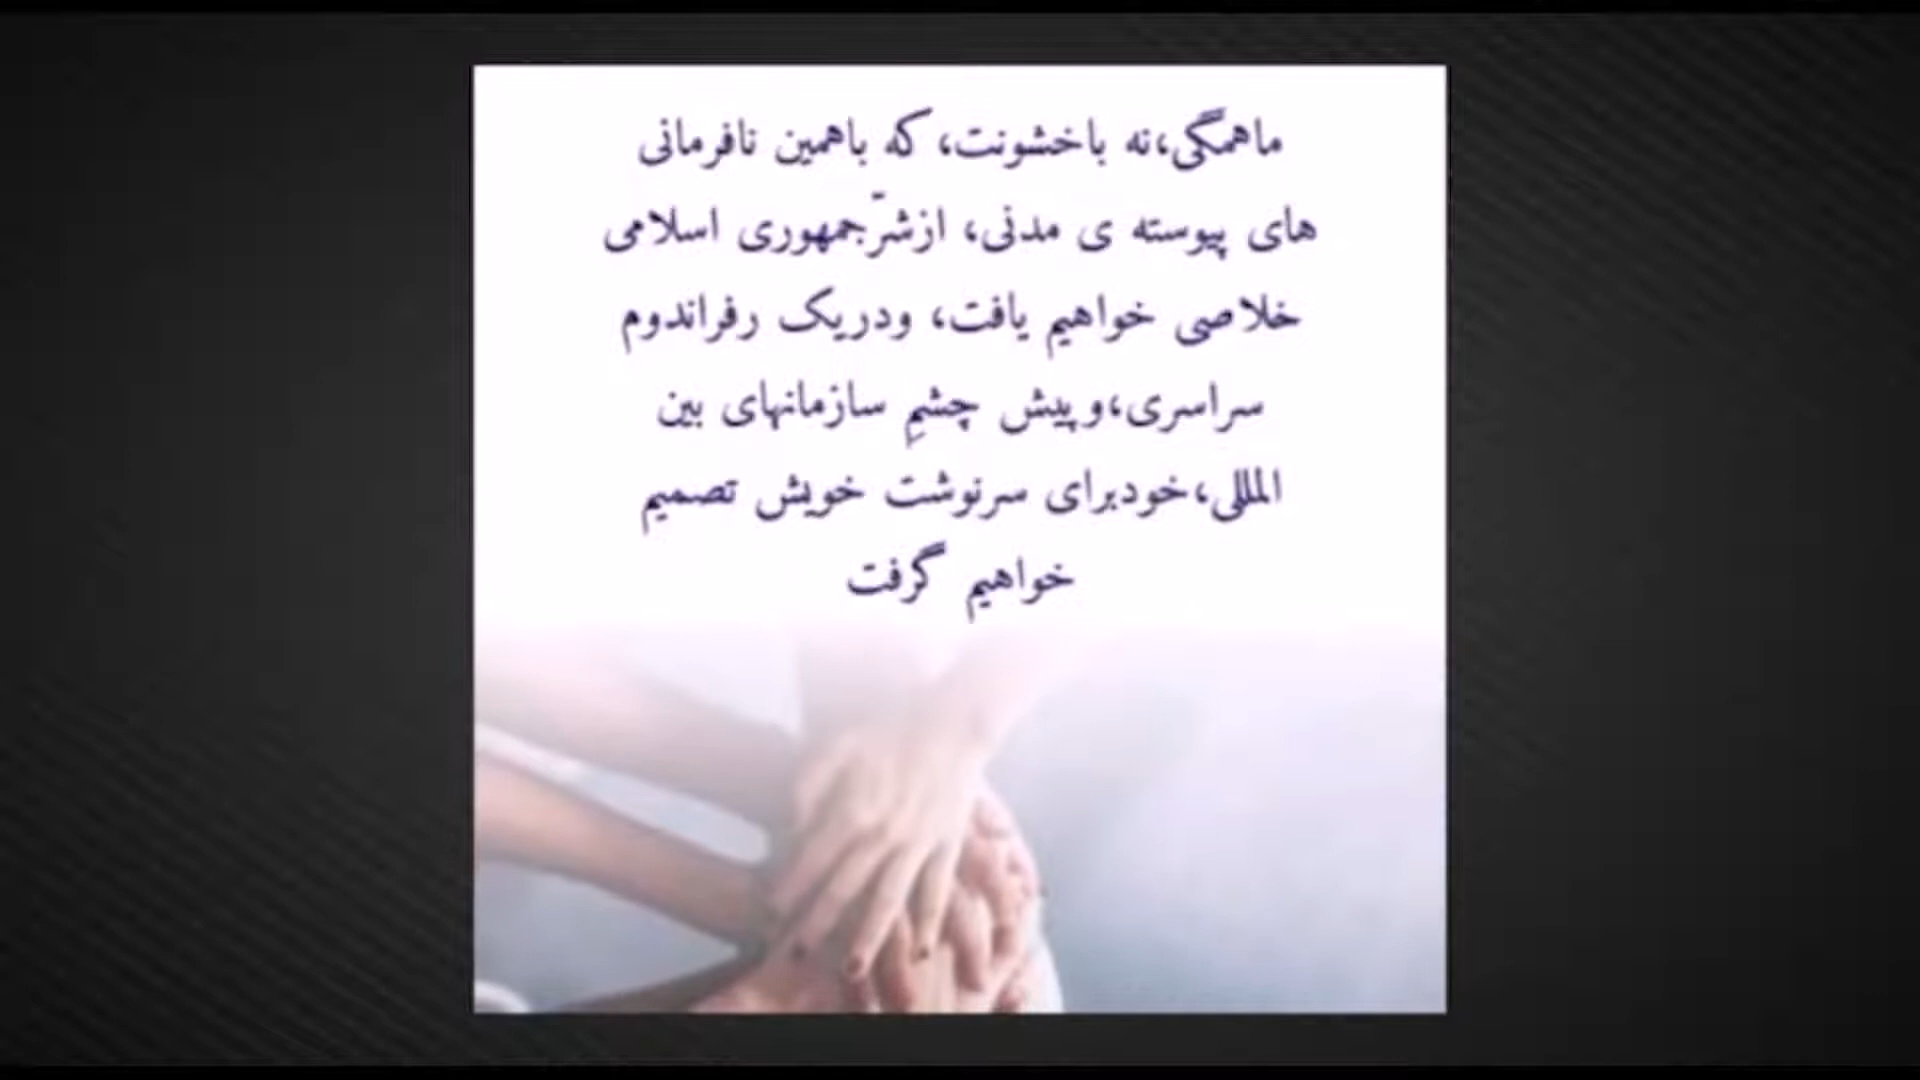 ماهمگی،نه باخشونت،که باهمین نافرمانی
های پیوسته ی مدنی، ازشرّجمهوری اسلامی
خلاصی خواهیم یافت، ودریک رفراندوم
سراسری،وپیش چشمِ سازمانهای بین
المللی،خودبرای سرنوشت خویش تصمیم
خواهیم گرفت